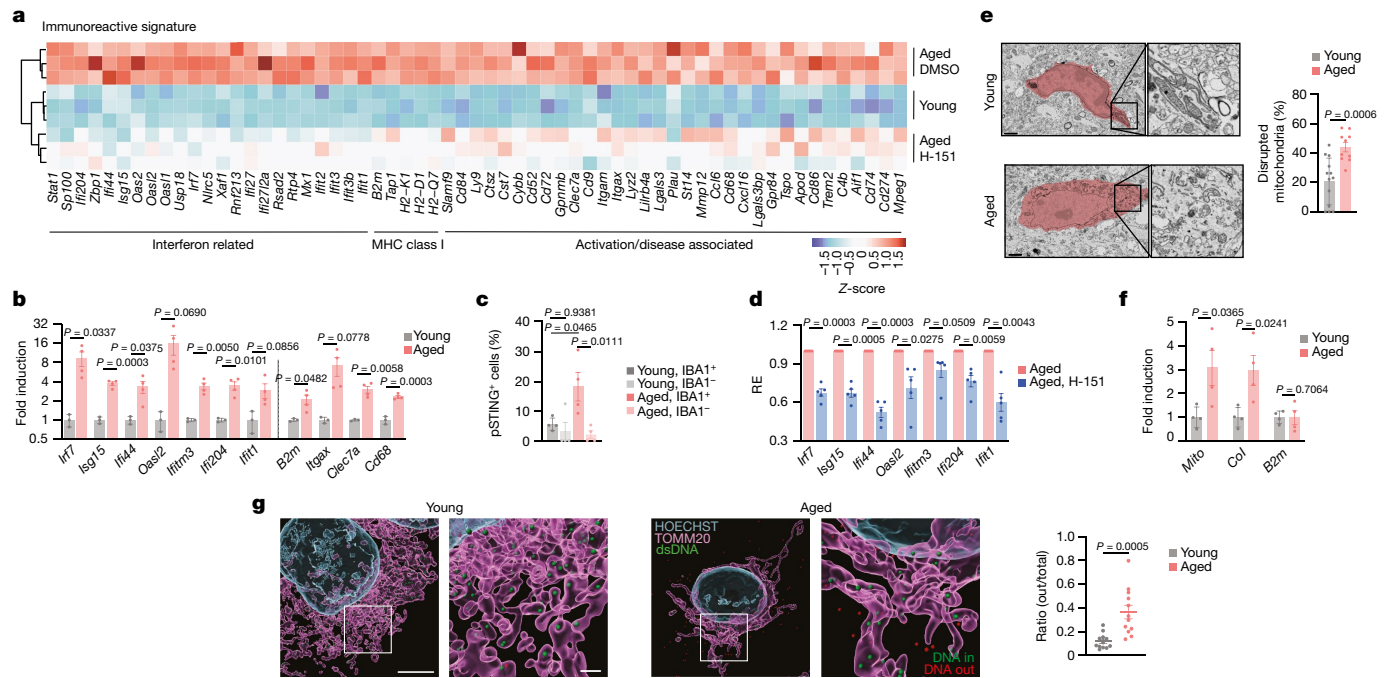 a
Immunoreactive signature
Aged
DMSO
Young
Aged
H-151
Stat1 Sp100 Ifi204 Zbp1 Ifi44 Isg15 Oas2 Oasl2 Oasl1 Usp18 Irf7 Nlrc5 Xaf1 Rnf213 Ifi27 Ifi27l2a Rsad2 Rtp4 Mx1 Ifit2 Ifit3 Ifit3b Ifit1 B2m Tap1 H2-K1 H2-D1 H2-Q7 Slamf9 Cd84 Ly9 Ctsz Cst7 Cybb Cd52 Cd72 Gpnmb Clec7a Cd9 Itgam Itgax Lyz2 Lilrb4a Lgals3 Plau St14 Mmp12 Ccl6 Cd68 Cxcl16 Lgals3bp Gpr84 Tspo Apod Cd86 Trem2 C4b Aif1 Cd74 Cd274 Mpeg1
Interferon related
MHC class I
Activation/disease associated
−1.5 −1.0 −0.5 0 0.5 1.0 1.5
Z-score
e
Young
Aged
Young
Aged
Disrupted
mitochondria (%)
80
60
40
20
0
P = 0.0006
b
Fold induction
32
16
8
4
2
1
0.5
P = 0.0337
P = 0.0003
P = 0.0375
P = 0.0690
P = 0.0050
P = 0.0101
P = 0.0856
P = 0.0482
P = 0.0778
P = 0.0058
P = 0.0003
Young
Aged
Irf7 Isg15 Ifi44 Oasl2 Ifitm3 Ifi204 Ifit1 B2m Itgax Clec7a Cd68
c
pSTING+ cells (%)
40
30
20
10
0
P = 0.9381
P = 0.0465
P = 0.0111
Young, IBA1+
Young, IBA1−
Aged, IBA1+
Aged, IBA1−
d
RE
1.2
0.9
0.6
0.3
P = 0.0003
P = 0.0005
P = 0.0003
P = 0.0275
P = 0.0509
P = 0.0059
P = 0.0043
Aged
Aged, H-151
Irf7 Isg15 Ifi44 Oasl2 Ifitm3 Ifi204 Ifit1
f
Fold induction
5
4
3
2
1
0
P = 0.0365
P = 0.0241
P = 0.7064
Young
Aged
Mito CoI B2m
g
Young
Aged
HOECHST
TOMM20
dsDNA
DNA in
DNA out
Ratio (out/total)
1.0
0.8
0.6
0.4
0.2
0
P = 0.0005
Young
Aged